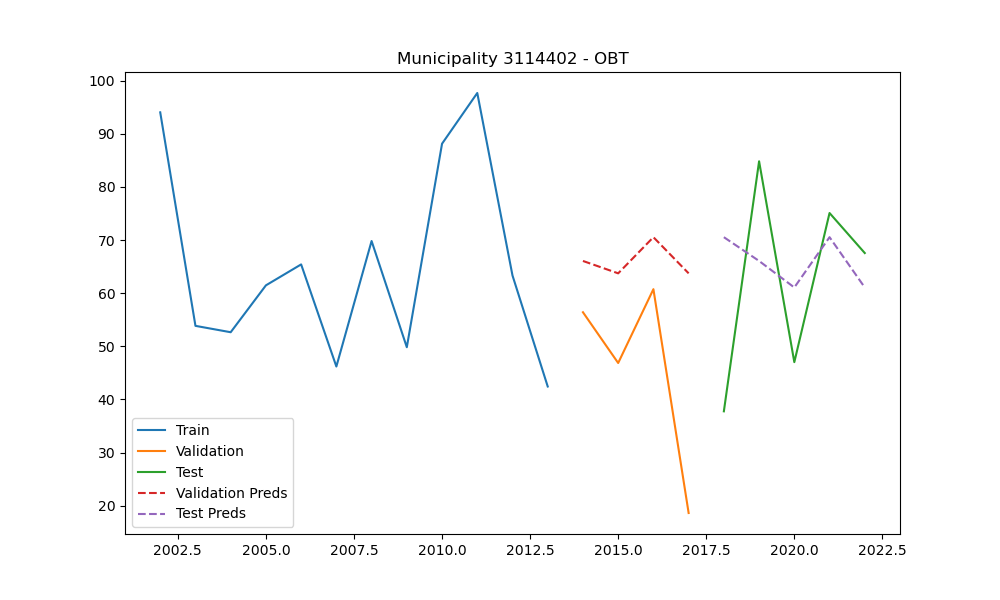 Municipality 3114402 - OBT
100
90
80
70
60
50
40
30
20
Train
Validation
Test
Validation Preds
Test Preds
2002.5 2005.0 2007.5 2010.0 2012.5 2015.0 2017.5 2020.0 2022.5